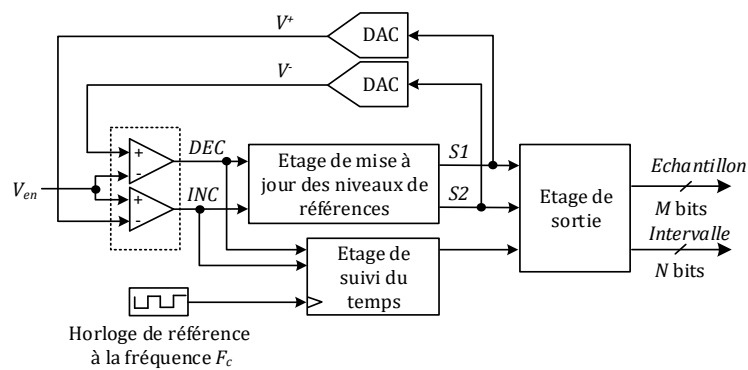 V+
DAC
V-
DAC
DEC
+
-
Ven
INC
+
-
Etage de mise à
jour des niveaux de
références
S1
S2
Etage de
sortie
Echantillon
M bits
Intervalle
N bits
Etage de
suivi du
temps
Horloge de référence
à la fréquence Fc